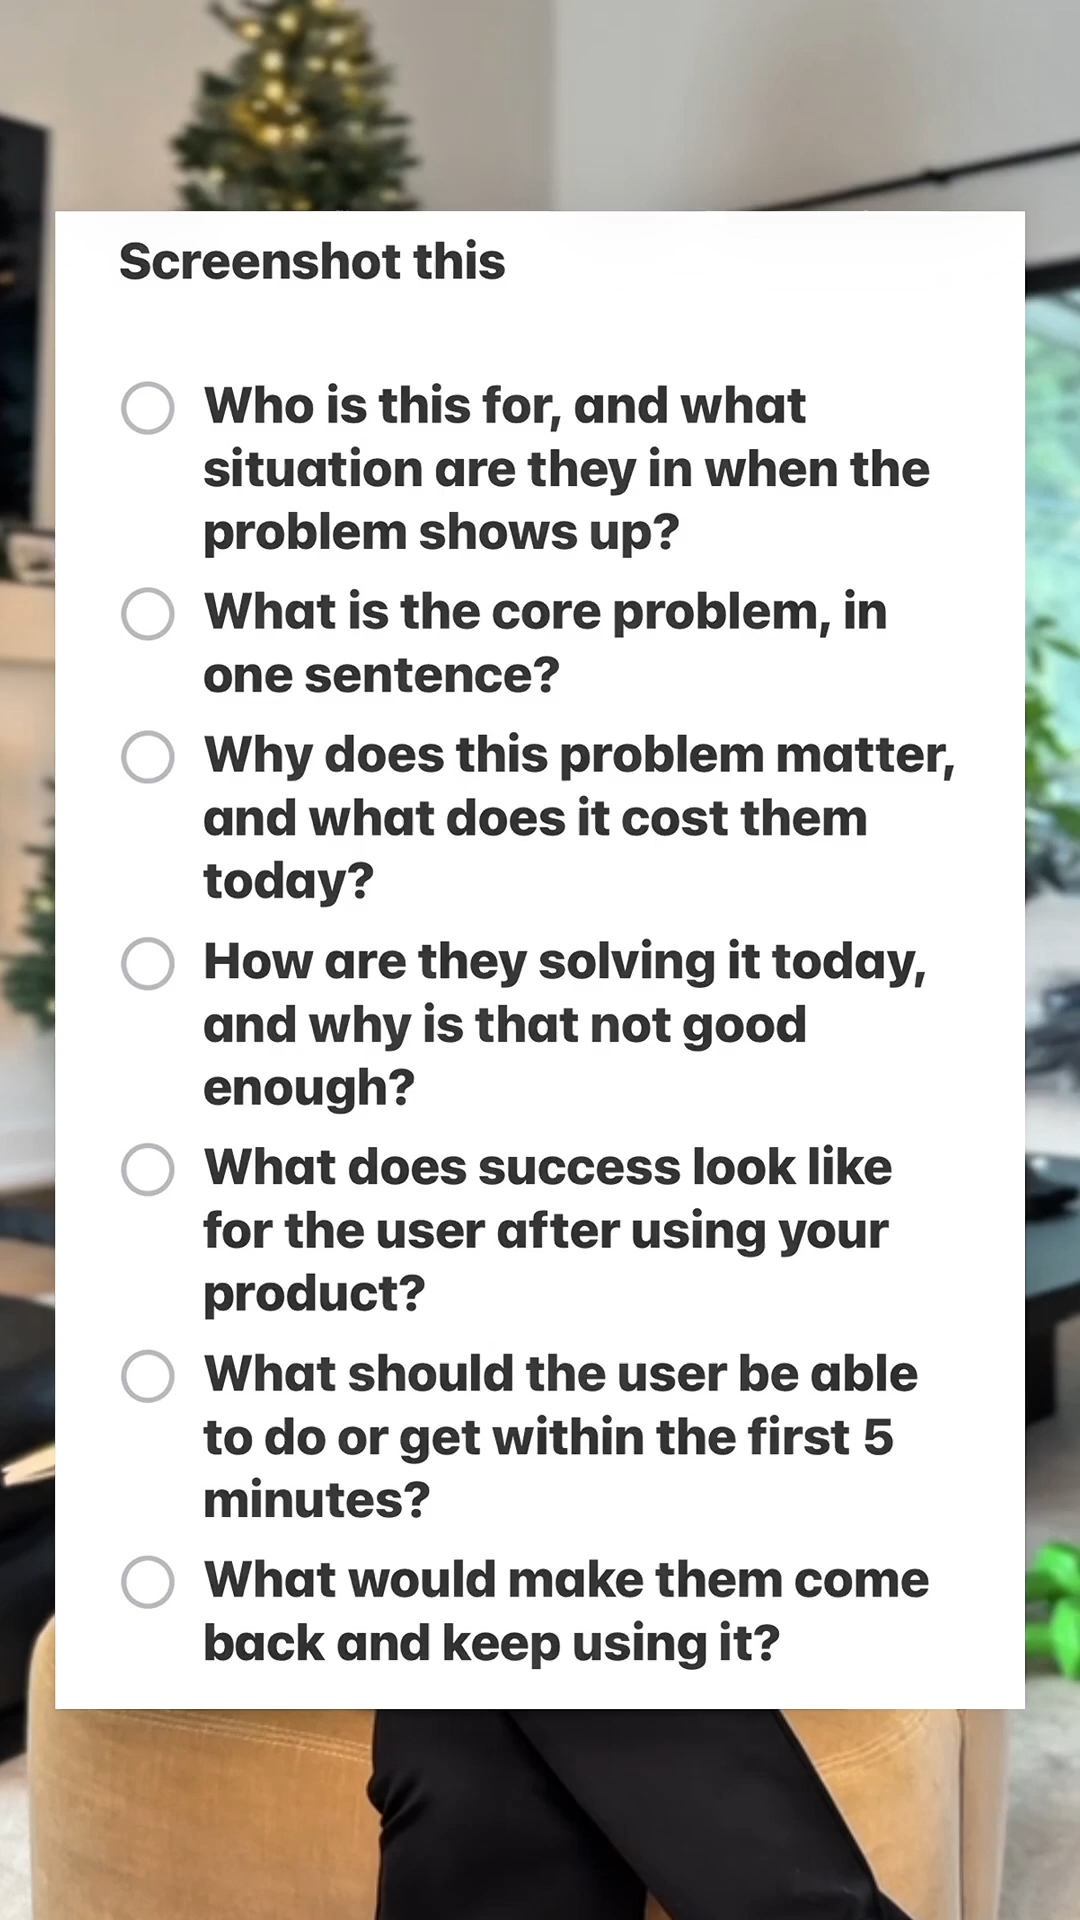 Screenshot this
Who is this for, and what
situation are they in when the
problem shows up?
What is the core problem, in
one sentence?
Why does this problem matter,
and what does it cost them
today?
How are they solving it today,
and why is that not good
enough?
What does success look like
for the user after using your
product?
What should the user be able
to do or get within the first 5
minutes?
What would make them come
back and keep using it?